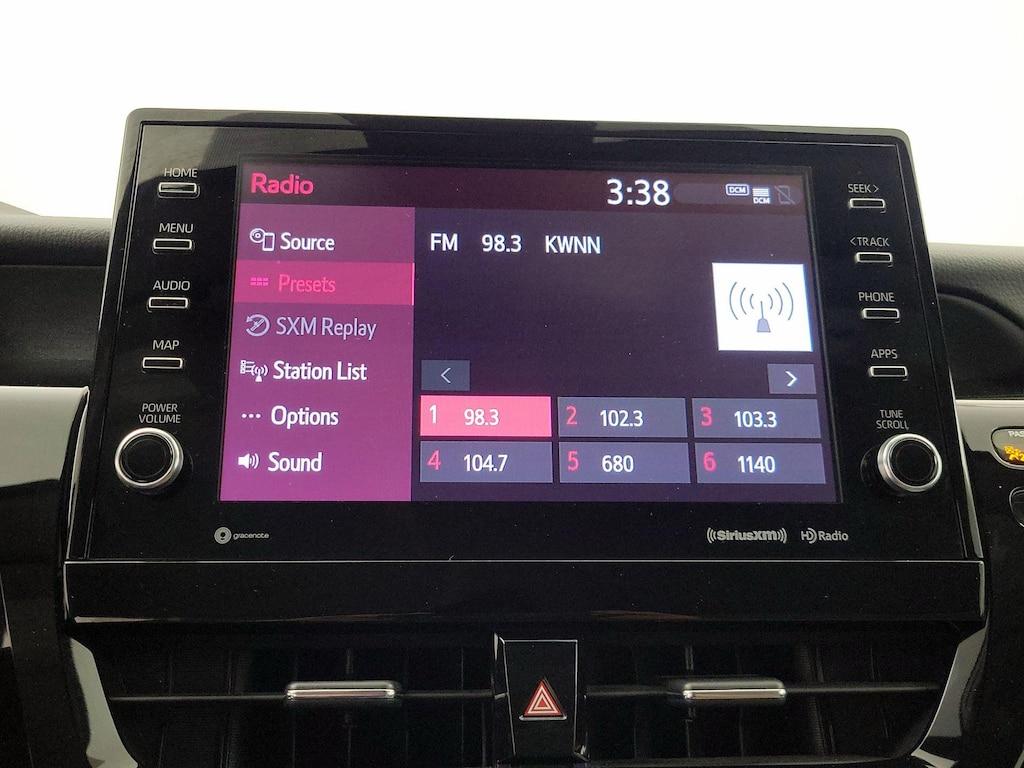 HOME
MENU
AUDIO
MAP
POWER
VOLUME
Radio
3:38
DCM
DCM
Source
Presets
SXM Replay
Station List
Options
Sound
FM 98.3 KWNN
<
>
1 98.3
2 102.3
3 103.3
4 104.7
5 680
6 1140
SEEK >
< TRACK
PHONE
APPS
TUNE
SCROLL
gracenote
((SiriusXM))
HD Radio
PAS